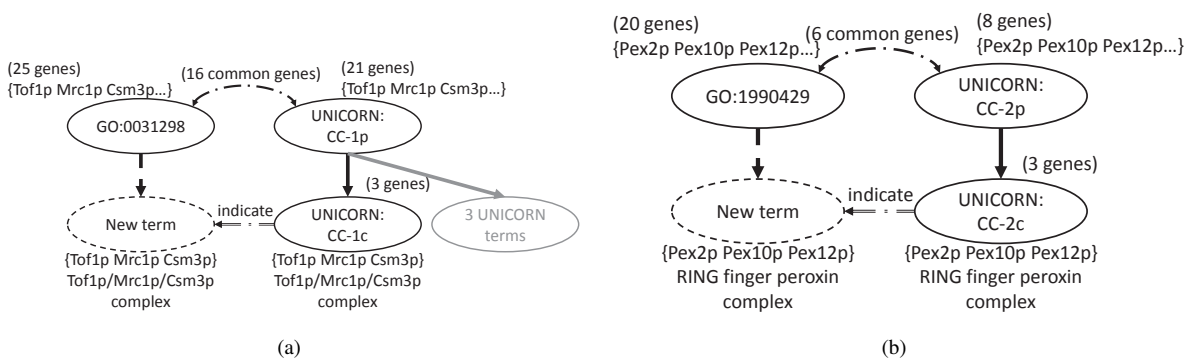 (25 genes)
{Tof1p Mrc1p Csm3p...}
(16 common genes)
(21 genes)
{Tof1p Mrc1p Csm3p...}
GO:0031298
UNICORN:
CC-1p
(3 genes)
New term
indicate
UNICORN:
CC-1c
3 UNICORN
terms
{Tof1p Mrc1p Csm3p}
Tof1p/Mrc1p/Csm3p
complex
{Tof1p Mrc1p Csm3p}
Tof1p/Mrc1p/Csm3p
complex
(a)
(20 genes)
{Pex2p Pex10p Pex12p...}
(6 common genes)
(8 genes)
{Pex2p Pex10p Pex12p...}
GO:1990429
UNICORN:
CC-2p
(3 genes)
New term
indicate
UNICORN:
CC-2c
{Pex2p Pex10p Pex12p}
RING finger peroxin
complex
{Pex2p Pex10p Pex12p}
RING finger peroxin
complex
(b)